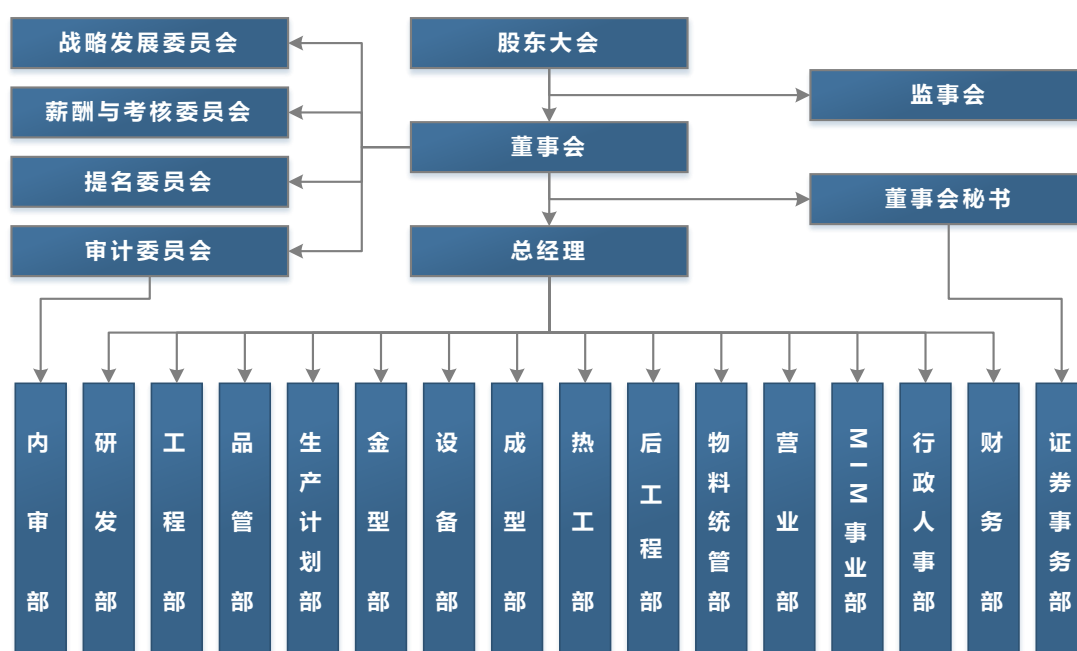 战略发展委员会
股东大会
薪酬与考核委员会
监事会
董事会
提名委员会
董事会秘书
审计委员会
总经理
内审部
研发部
工程部
品管部
生产计划部
金型部
设备部
成型部
热工部
后工程部
物料统管部
营业部
MIM事业部
行政人事部
财务部
证券事务部